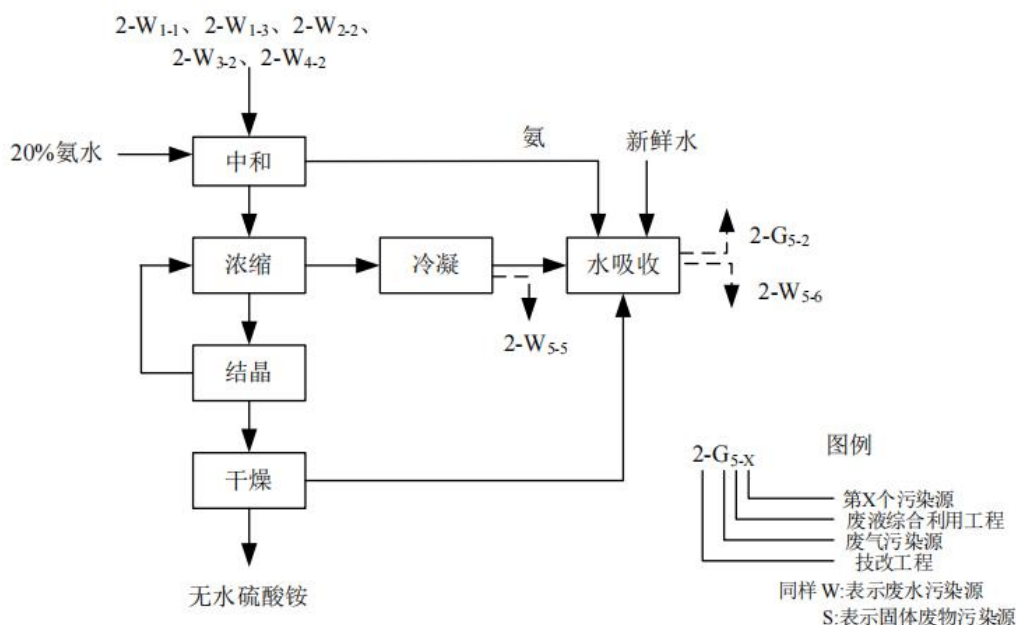 2-W1-1、2-W1-3、2-W2-2、
2-W3-2、2-W4-2
20%氨水
中和
氨
新鲜水
浓缩
冷凝
水吸收
2-G5-2
2-W5-6
2-W5-5
结晶
干燥
无水硫酸铵
图例
2-G5-X
第X个污染源
废液综合利用工程
废气污染源
技改工程
同样 W:表示废水污染源
S:表示固体废物污染源